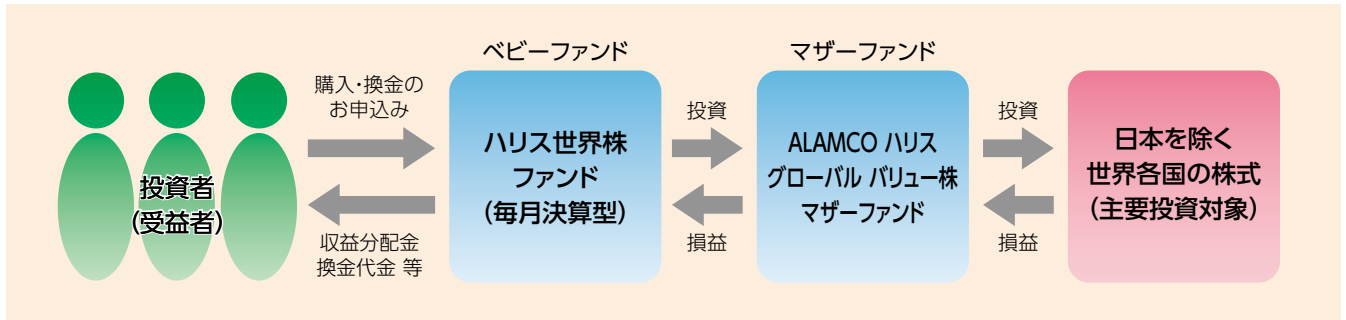 投資者
(受益者)
購入・換金の
お申込み
収益分配金
換金代金 等
ベビーファンド
ハリス世界株
ファンド
(毎月決算型)
投資
損益
マザーファンド
ALAMCO ハリス
グローバル バリュー株
マザーファンド
投資
損益
日本を除く
世界各国の株式
(主要投資対象)